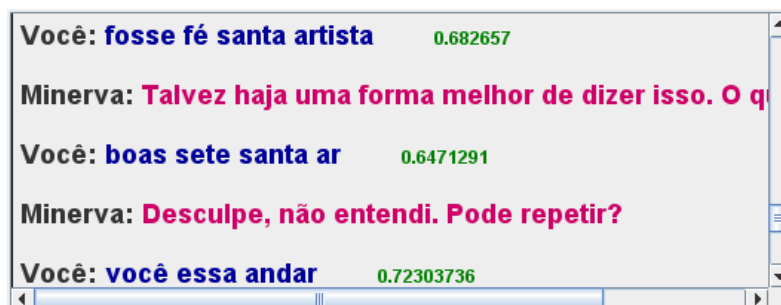 Você: fosse fé santa artista 0.682657
Minerva: Talvez haja uma forma melhor de dizer isso. O
Você: boas sete santa ar 0.6471291
Minerva: Desculpe, não entendi. Pode repetir?
Você: você essa andar 0.72303736